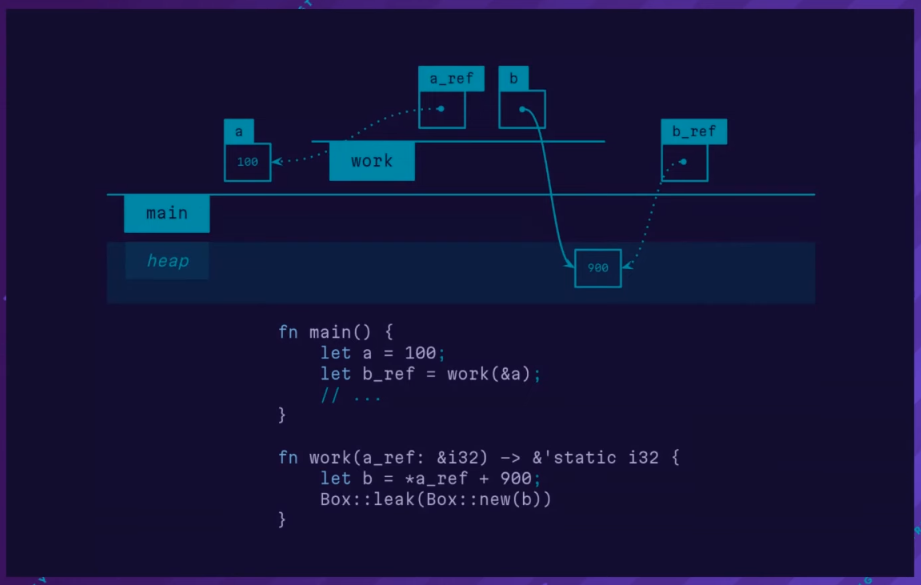 a_ref
b
a
100
b_ref
work
main
heap
900
fn main() {
    let a = 100;
    let b_ref = work(&a);
    // ...
}
fn work(a_ref: &i32) -> &'static i32 {
    let b = *a_ref + 900;
    Box::leak(Box::new(b))
}